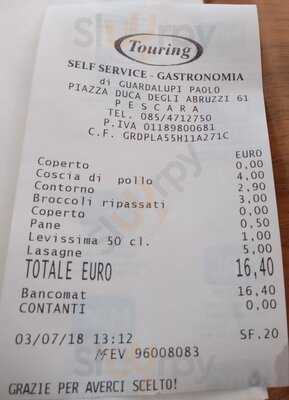 Touring
SELF SERVICE - GASTRONOMIA
di GUARDALUPI PAOLO
PIAZZA DUCA DEGLI ABRUZZI 61
PESCARA
TEL. 085/4712750
P.IVA 01189800681
C.F. GRDPLA55H11A271C
EURO
Coperto 0,00
Coscia di pollo 4,00
Contorno 2,90
Broccoli ripassati 3,00
Coperto 0,00
Pane 0,50
Levissima 50 cl. 1,00
Lasagne 5,00
TOTALE EURO 16,40
Bancomat 16,40
CONTANTI 0,00
03/07/18 13:12 SF.20
MFEV 96008083
GRAZIE PER AVERCI SCELTO!